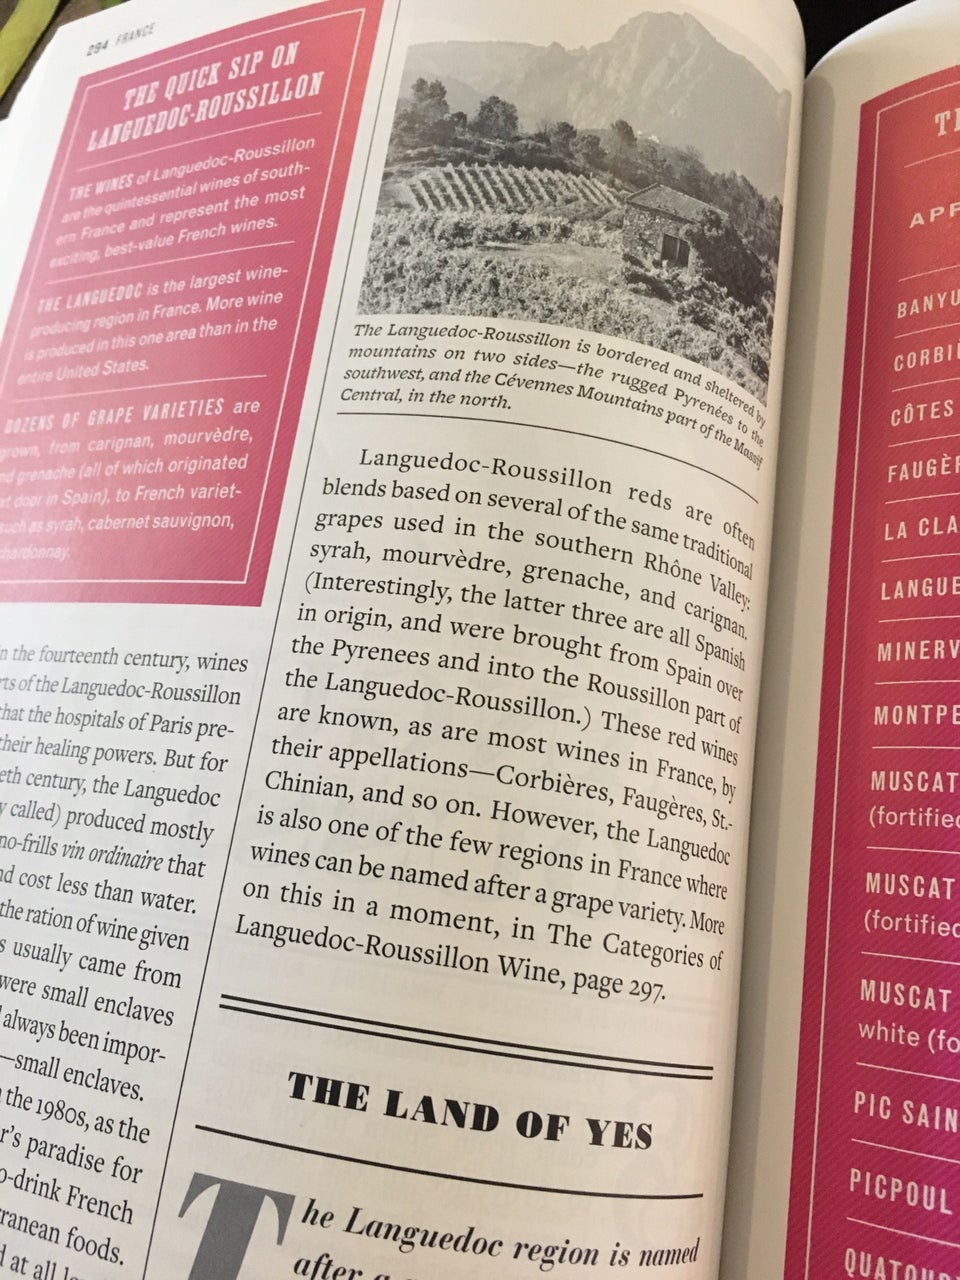 294 FRANCE
THE QUICK SIP ON
LANGUEDOC-ROUSSILLON
THE WINES of Languedoc-Roussillon
are the quintessential wines of south-
ern France and represent the most
exciting, best-value French wines.
THE LANGUEDOC is the largest wine-
producing region in France. More wine
is produced in this one area than in the
entire United States.
DOZENS OF GRAPE VARIETIES are
grown, from carignan, mourvèdre,
nd grenache (all of which originated
xt door in Spain), to French variet-
such as syrah, cabernet sauvignon,
chardonnay.
n the fourteenth century, wines
rts of the Languedoc-Roussillon
that the hospitals of Paris pre-
their healing powers. But for
eth century, the Languedoc
y called) produced mostly
no-frills vin ordinaire that
nd cost less than water.
the ration of wine given
s usually came from
were small enclaves
always been impor-
—small enclaves.
the 1980s, as the
r's paradise for
o-drink French
ranean foods.
d at all
The Languedoc-Roussillon is bordered and sheltered by
mountains on two sides—the rugged Pyrenées to the
southwest, and the Cévennes Mountains part of the Massif
Central, in the north.
Languedoc-Roussillon reds are often
blends based on several of the same traditional
grapes used in the southern Rhône Valley:
syrah, mourvèdre, grenache, and carignan.
(Interestingly, the latter three are all Spanish
in origin, and were brought from Spain over
the Pyrenees and into the Roussillon part of
the Languedoc-Roussillon.) These red wines
are known, as are most wines in France, by
their appellations—Corbières, Faugères, St.-
Chinian, and so on. However, the Languedoc
is also one of the few regions in France where
wines can be named after a grape variety. More
on this in a moment, in The Categories of
Languedoc-Roussillon Wine, page 297.
THE LAND OF YES
The Languedoc region is named
after a
T
APP
BANYU
CORBI
CÔTES
FAUGÈR
LA CLA
LANGUE
MINERV
MONTPE
MUSCAT
(fortified
MUSCAT
(fortified
MUSCAT
white (fo
PIC SAIN
PICPOUL
QUATOU